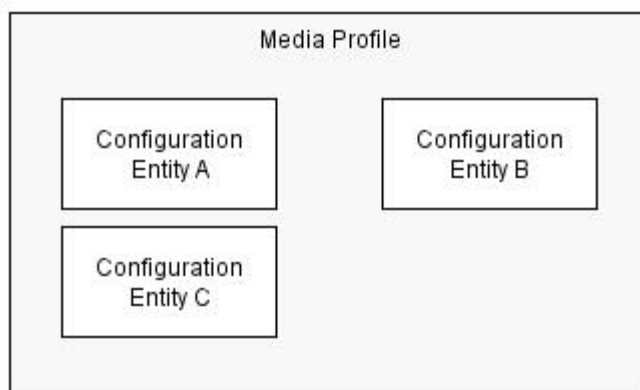 Media Profile
Configuration
Entity A
Configuration
Entity B
Configuration
Entity C